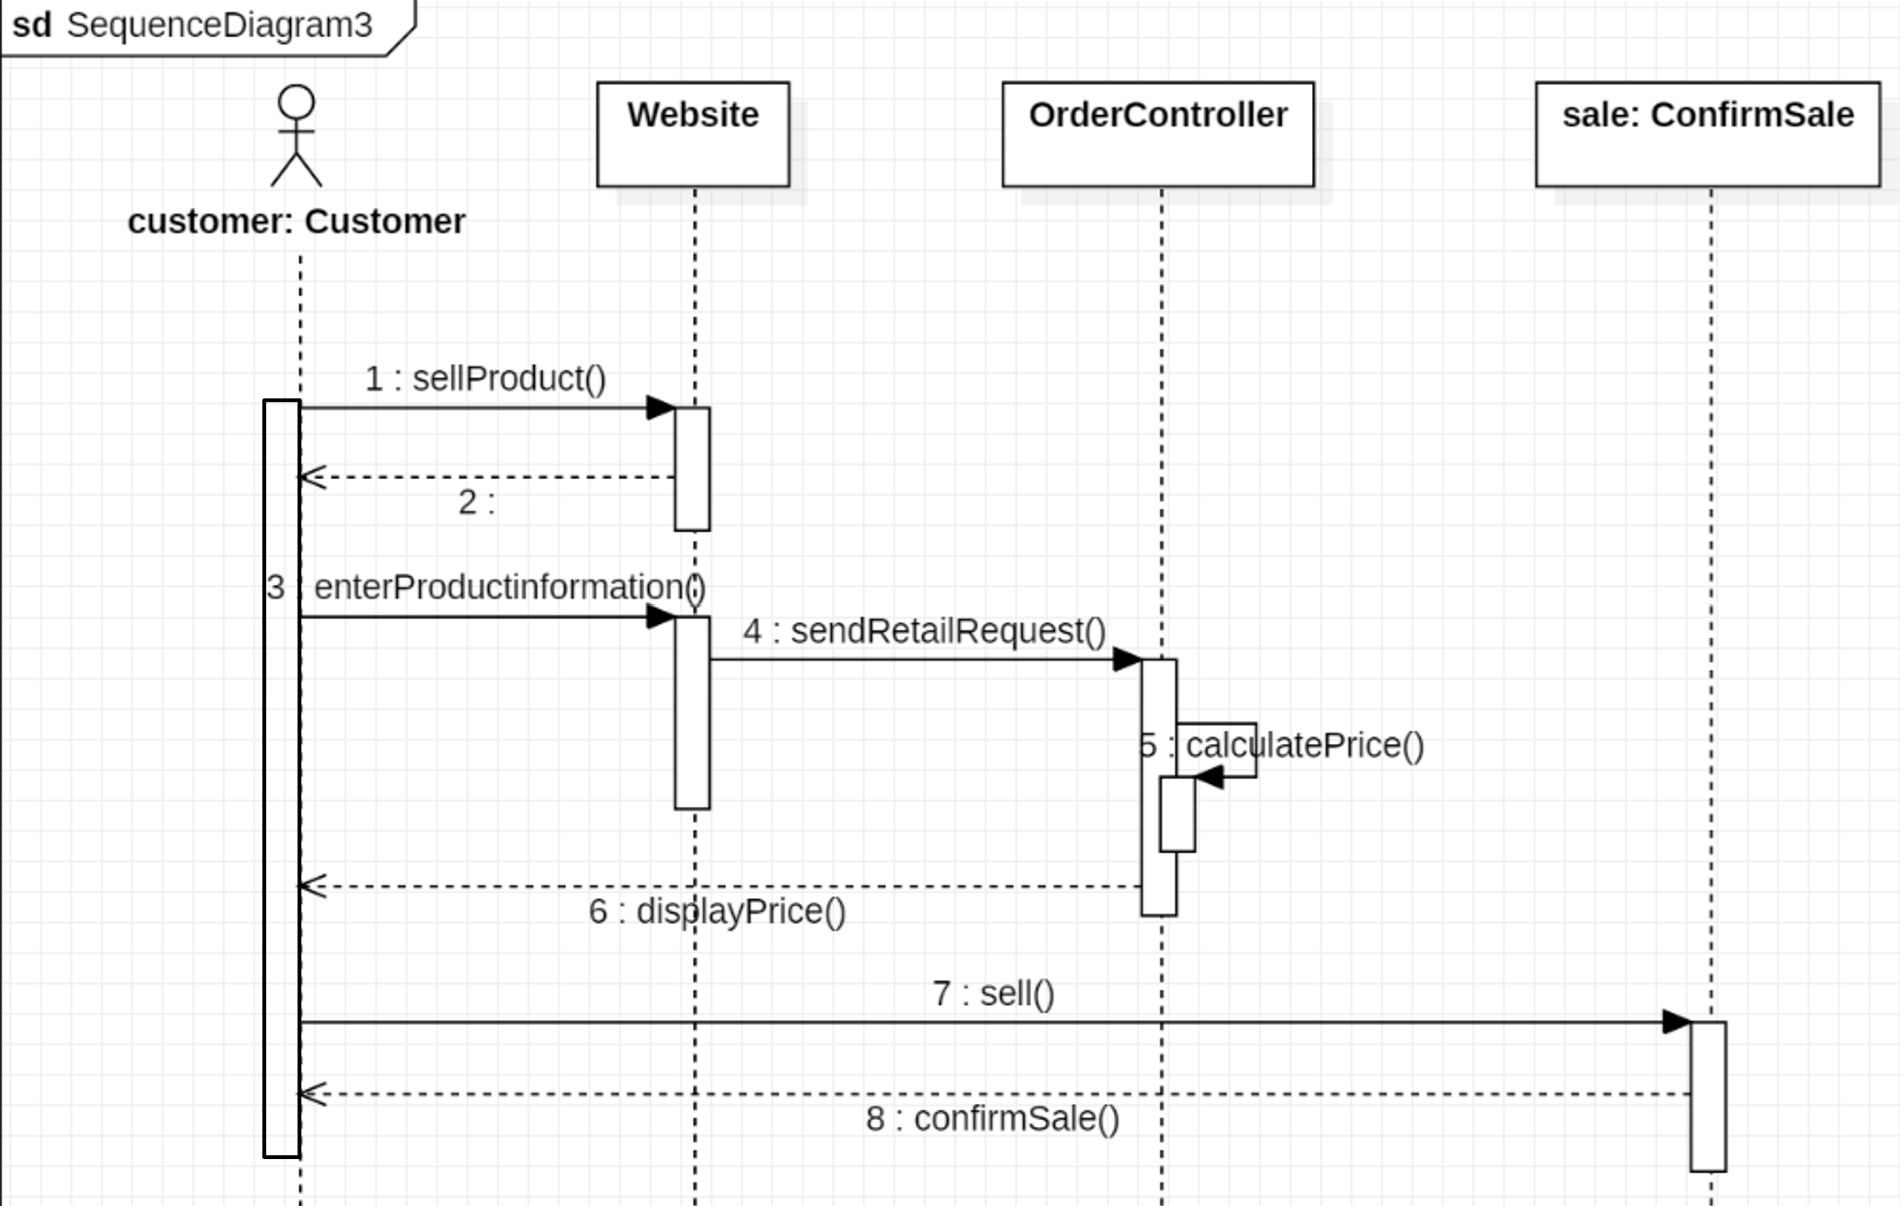 sd SequenceDiagram3
Website
OrderController
sale: ConfirmSale
customer: Customer
1 : sellProduct()
2 :
3 : enterProductinformation()
4 : sendRetailRequest()
5 : calculatePrice()
6 : displayPrice()
7 : sell()
8 : confirmSale()